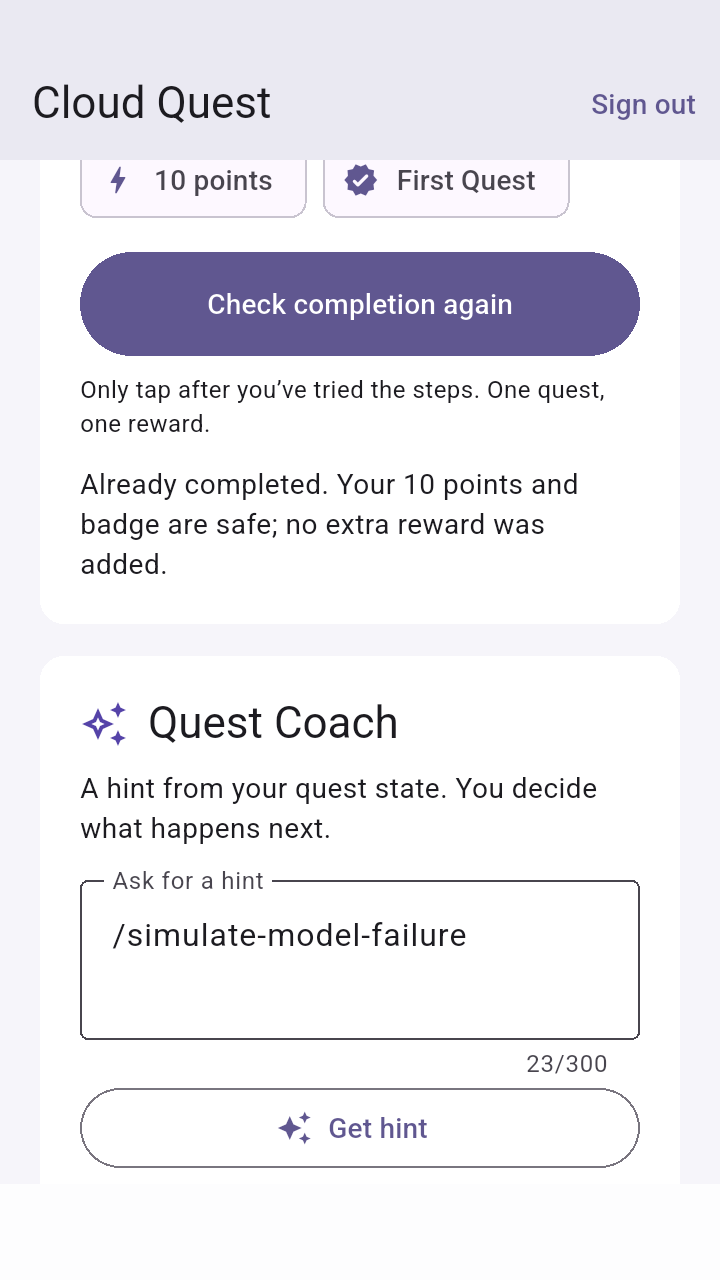 Cloud Quest
Sign out
10 points
First Quest
Check completion again
Only tap after you’ve tried the steps. One quest,
one reward.
Already completed. Your 10 points and
badge are safe; no extra reward was
added.
Quest Coach
A hint from your quest state. You decide
what happens next.
Ask for a hint
/simulate-model-failure
23/300
Get hint